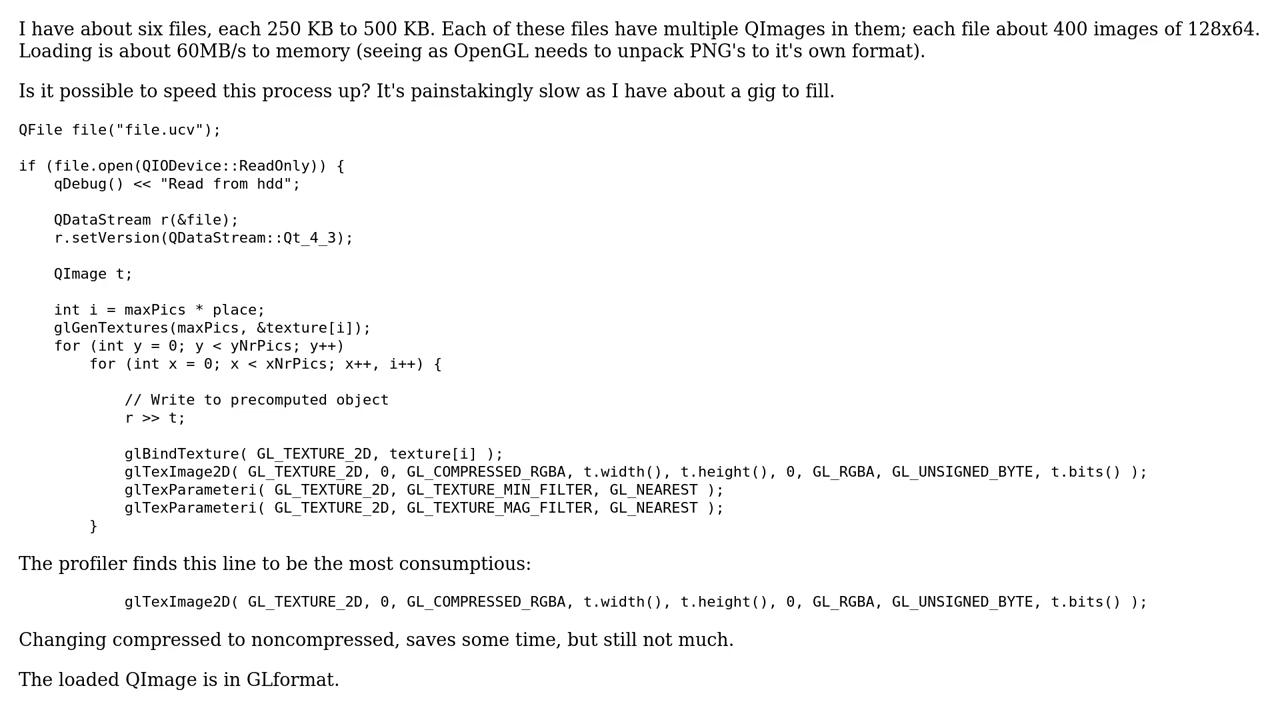 I have about six files, each 250 KB to 500 KB. Each of these files have multiple QImages in them; each file about 400 images of 128x64.
Loading is about 60MB/s to memory (seeing as OpenGL needs to unpack PNG's to it's own format).
Is it possible to speed this process up? It's painstakingly slow as I have about a gig to fill.
QFile file("file.ucv");
if (file.open(QIODevice::ReadOnly)) {
    qDebug() << "Read from hdd";
    QDataStream r(&file);
    r.setVersion(QDataStream::Qt_4_3);
    QImage t;
    int i = maxPics * place;
    glGenTextures(maxPics, &texture[i]);
    for (int y = 0; y < yNrPics; y++)
        for (int x = 0; x < xNrPics; x++, i++) {
            // Write to precomputed object
            r >> t;
            glBindTexture( GL_TEXTURE_2D, texture[i] );
            glTexImage2D( GL_TEXTURE_2D, 0, GL_COMPRESSED_RGBA, t.width(), t.height(), 0, GL_RGBA, GL_UNSIGNED_BYTE, t.bits() );
            glTexParameteri( GL_TEXTURE_2D, GL_TEXTURE_MIN_FILTER, GL_NEAREST );
            glTexParameteri( GL_TEXTURE_2D, GL_TEXTURE_MAG_FILTER, GL_NEAREST );
        }
The profiler finds this line to be the most consumptious:
            glTexImage2D( GL_TEXTURE_2D, 0, GL_COMPRESSED_RGBA, t.width(), t.height(), 0, GL_RGBA, GL_UNSIGNED_BYTE, t.bits() );
Changing compressed to noncompressed, saves some time, but still not much.
The loaded QImage is in GLformat.